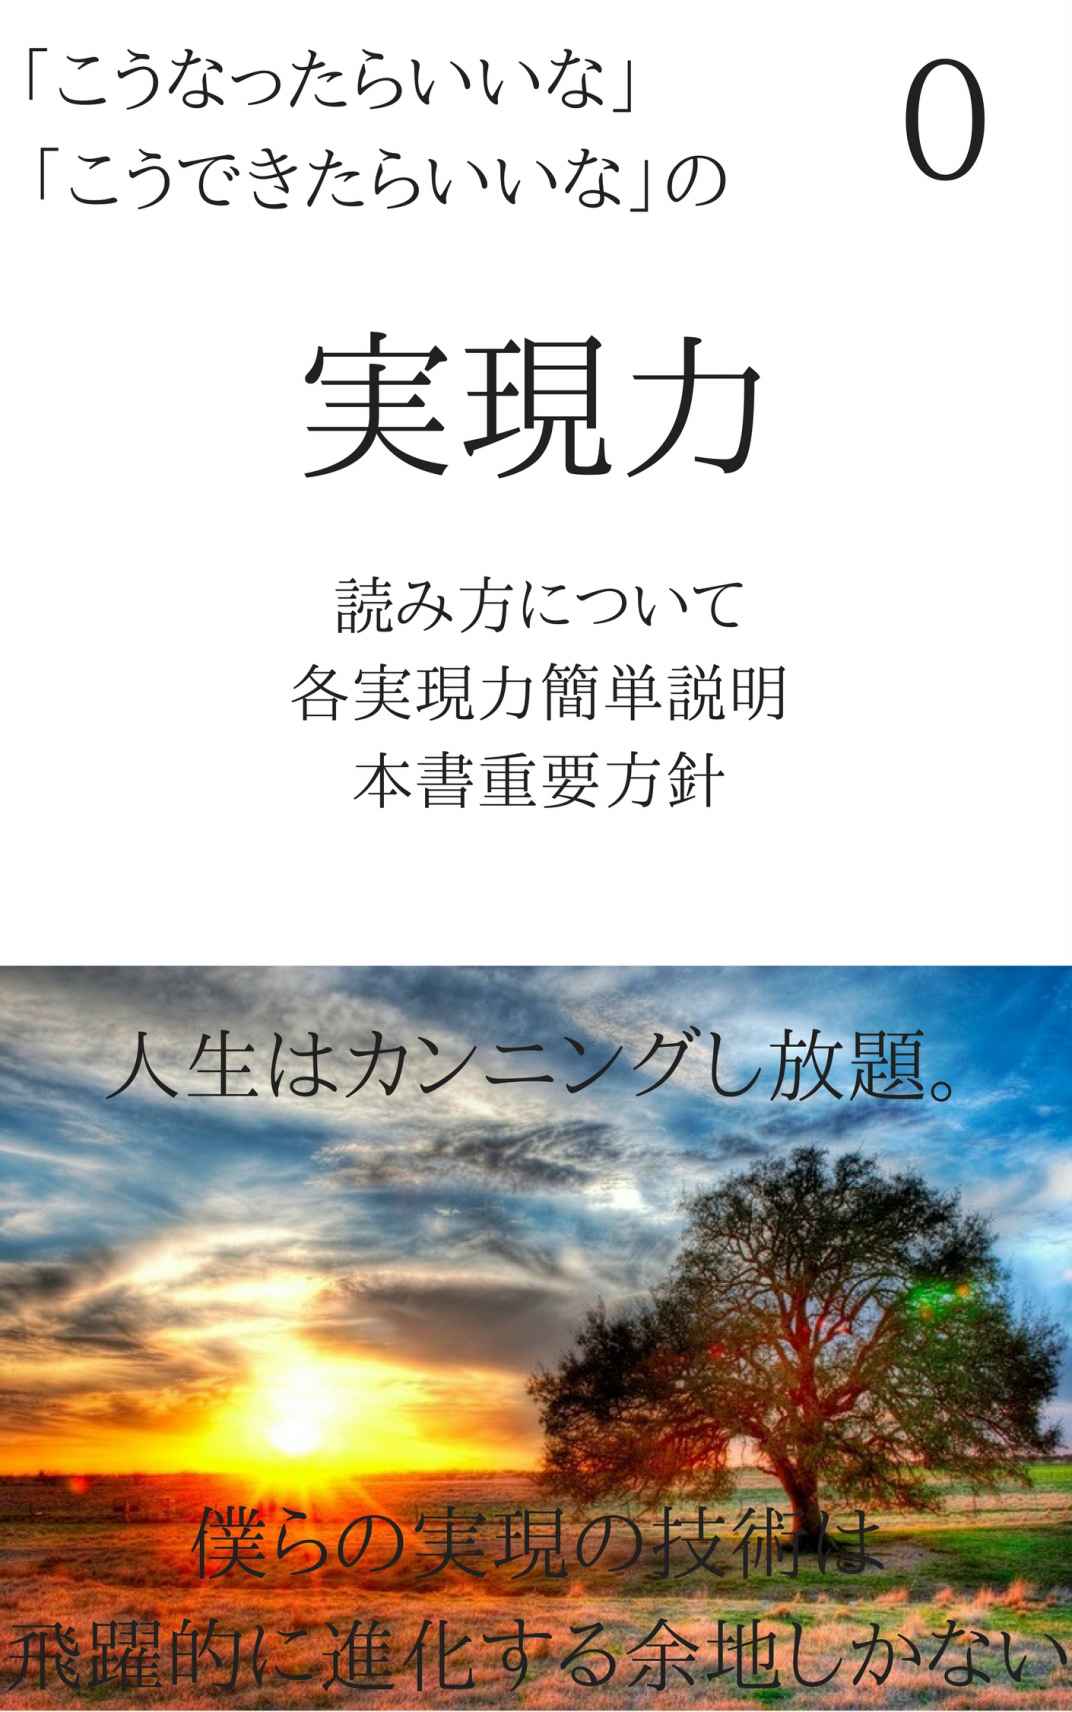 「こうなったらいいな」
「こうできたらいいな」の
0
実現力
読み方について
各実現力簡単説明
本書重要方針
人生はカンニングし放題。
僕らの実現の技術は
飛躍的に進化する余地しかない